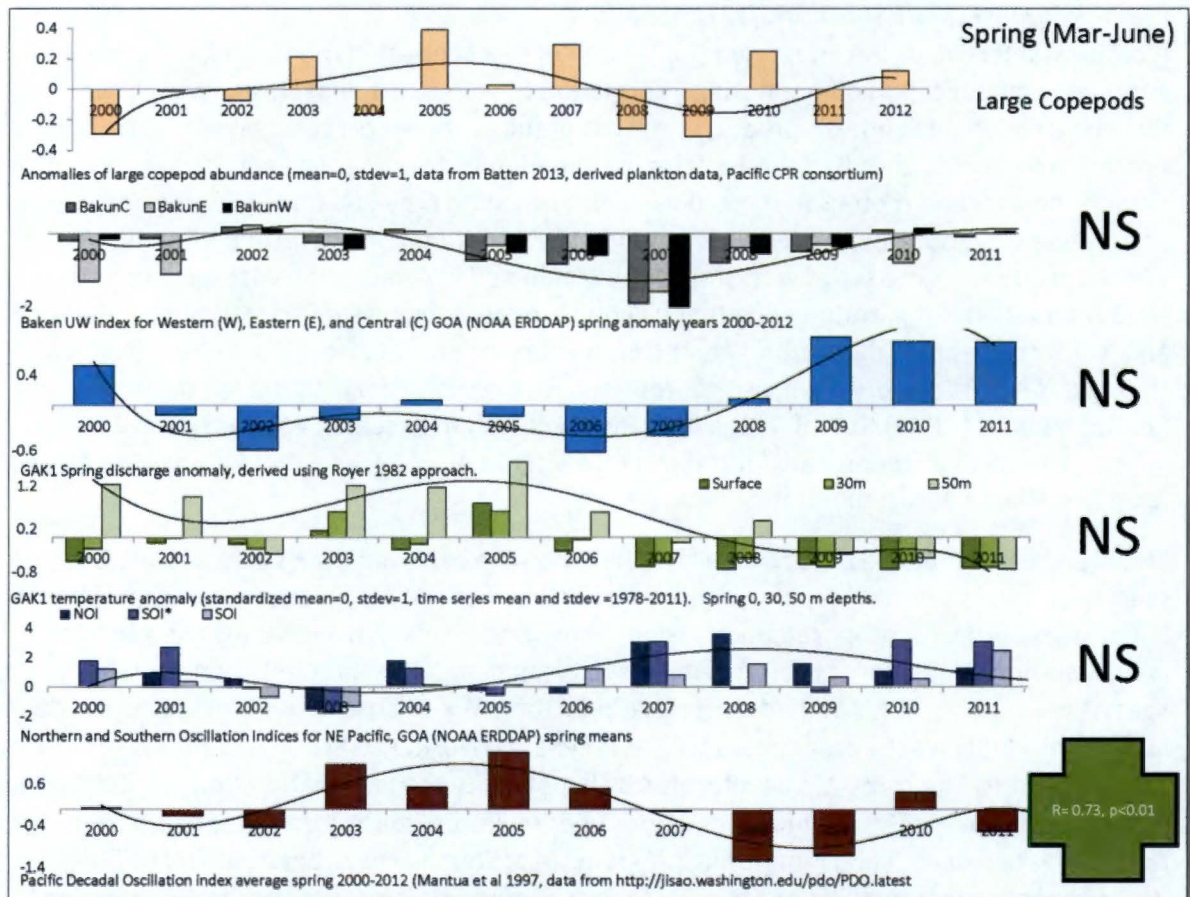 Spring (Mar-June)
Large Copepods
0.4
0.2
0
-0.2
-0.4
2000 2001 2002 2003 2004 2005 2006 2007 2008 2009 2010 2011 2012
Anomalies of large copepod abundance (mean=0, stdev=1, data from Batten 2013, derived plankton data, Pacific CPR consortium)
BakunC BakunE BakunW
NS
2000 2001 2002 2003 2004 2005 2006 2007 2008 2009 2010 2011
-2
Baken UW index for Western (W), Eastern (E), and Central (C) GOA (NOAA ERDDAP) spring anomaly years 2000-2012
0.4
NS
2000 2001 2002 2003 2004 2005 2006 2007 2008 2009 2010 2011
-0.6
GAK1 Spring discharge anomaly, derived using Royer 1982 approach.
1.2
Surface 30m 50m
0.2
NS
2000 2001 2002 2003 2004 2005 2006 2007 2008 2009 2010 2011
-0.8
GAK1 temperature anomaly (standardized mean=0, stdev=1, time series mean and stdev =1978-2011). Spring 0, 30, 50 m depths.
NOI SOI* SOI
4
2
0
-2
NS
2000 2001 2002 2003 2004 2005 2006 2007 2008 2009 2010 2011
Northern and Southern Oscillation Indices for NE Pacific, GOA (NOAA ERDDAP) spring means
0.6
-0.4
-1.4
R= 0.73, p<0.01
2000 2001 2002 2003 2004 2005 2006 2007 2010 2011
Pacific Decadal Oscillation index average spring 2000-2012 (Mantua et al 1997, data from http://jisao.washington.edu/pdo/PDO.latest